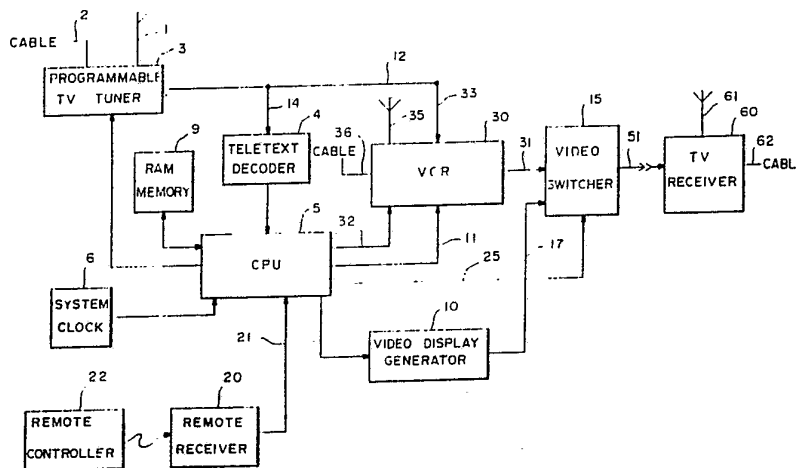 2
1
CABLE
3
PROGRAMMABLE
TV TUNER
12
14
33
15
9
4
35
30
61
60
36
CABLE
RAM
MEMORY
TELETEXT
DECODER
VCR
31
VIDEO
SWITCHER
51
TV
RECEIVER
62
CABL
5
32
11
6
CPU
25
17
SYSTEM
CLOCK
10
21
VIDEO DISPLAY
GENERATOR
22
20
REMOTE
CONTROLLER
REMOTE
RECEIVER